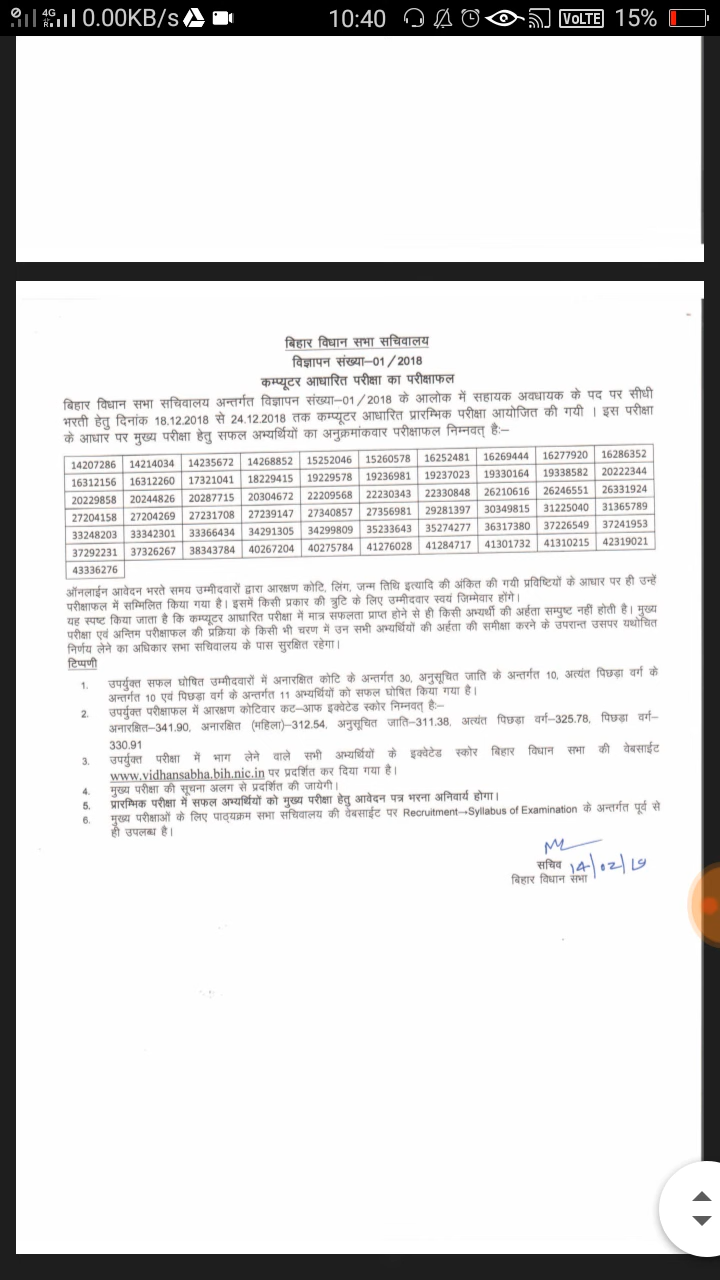 4G
R
0.00KB/s
10:40
VoLTE
15%
बिहार विधान सभा सचिवालय
विज्ञापन संख्या–01/2018
कम्प्यूटर आधारित परीक्षा का परीक्षाफल
बिहार विधान सभा सचिवालय अन्तर्गत विज्ञापन संख्या–01/2018 के आलोक में सहायक अवधायक के पद पर सीधी
भरती हेतु दिनांक 18.12.2018 से 24.12.2018 तक कम्प्यूटर आधारित प्रारम्भिक परीक्षा आयोजित की गयी । इस परीक्षा
के आधार पर मुख्य परीक्षा हेतु सफल अभ्यर्थियों का अनुक्रमांकवार परीक्षाफल निम्नवत् हैः–
14207286 14214034 14235672 14268852 15252046 15260578 16252481 16269444 16277920 16286352
16312156 16312260 17321041 18229415 19229578 19236981 19237023 19330164 19338582 20222344
20229858 20244826 20287715 20304672 22209568 22230343 22330848 26210616 26246551 26331924
27204158 27204269 27231708 27239147 27340857 27356981 29281397 30349815 31225040 31365789
33248203 33342301 33366434 34291305 34299809 35233643 35274277 36317380 37226549 37241953
37292231 37326267 38343784 40267204 40275784 41276028 41284717 41301732 41310215 42319021
43336276
ऑनलाईन आवेदन भरते समय उम्मीदवारों द्वारा आरक्षण कोटि, लिंग, जन्म तिथि इत्यादि की अंकित की गयी प्रविष्टियों के आधार पर ही उन्हें
परीक्षाफल में सम्मिलित किया गया है। इसमें किसी प्रकार की त्रुटि के लिए उम्मीदवार स्वयं जिम्मेवार होंगे।
यह स्पष्ट किया जाता है कि कम्प्यूटर आधारित परीक्षा में मात्र सफलता प्राप्त होने से ही किसी अभ्यर्थी की अर्हता सम्पुष्ट नहीं होती है। मुख्य
परीक्षा एवं अन्तिम परीक्षाफल की प्रक्रिया के किसी भी चरण में उन सभी अभ्यर्थियों की अर्हता की समीक्षा करने के उपरान्त उसपर यथोचित
निर्णय लेने का अधिकार सभा सचिवालय के पास सुरक्षित रहेगा।
टिप्पणी
1. उपर्युक्त सफल घोषित उम्मीदवारों में अनारक्षित कोटि के अन्तर्गत 30, अनुसूचित जाति के अन्तर्गत 10, अत्यंत पिछड़ा वर्ग के
अन्तर्गत 10 एवं पिछड़ा वर्ग के अन्तर्गत 11 अभ्यर्थियों को सफल घोषित किया गया है।
2. उपर्युक्त परीक्षाफल में आरक्षण कोटिवार कट–आफ इक्वेटेड स्कोर निम्नवत् हैः–
अनारक्षित–341.90, अनारक्षित (महिला)–312.54, अनुसूचित जाति–311.38, अत्यंत पिछडा वर्ग–325.78, पिछडा वर्ग–
330.91
3. उपर्युक्त परीक्षा में भाग लेने वाले सभी अभ्यर्थियों के इक्वेटेड स्कोर बिहार विधान सभा की वेबसाईट
www.vidhansabha.bih.nic.in पर प्रदर्शित कर दिया गया है।
4. मुख्य परीक्षा की सूचना अलग से प्रदर्शित की जायेगी।
5. प्रारम्भिक परीक्षा में सफल अभ्यर्थियों को मुख्य परीक्षा हेतु आवेदन पत्र भरना अनिवार्य होगा।
6. मुख्य परीक्षाओं के लिए पाठ्यक्रम सभा सचिवालय की वेबसाईट पर Recruitment→Syllabus of Examination के अन्तर्गत पूर्व से
ही उपलब्ध है।
सचिव 14/02/19
बिहार विधान सभा